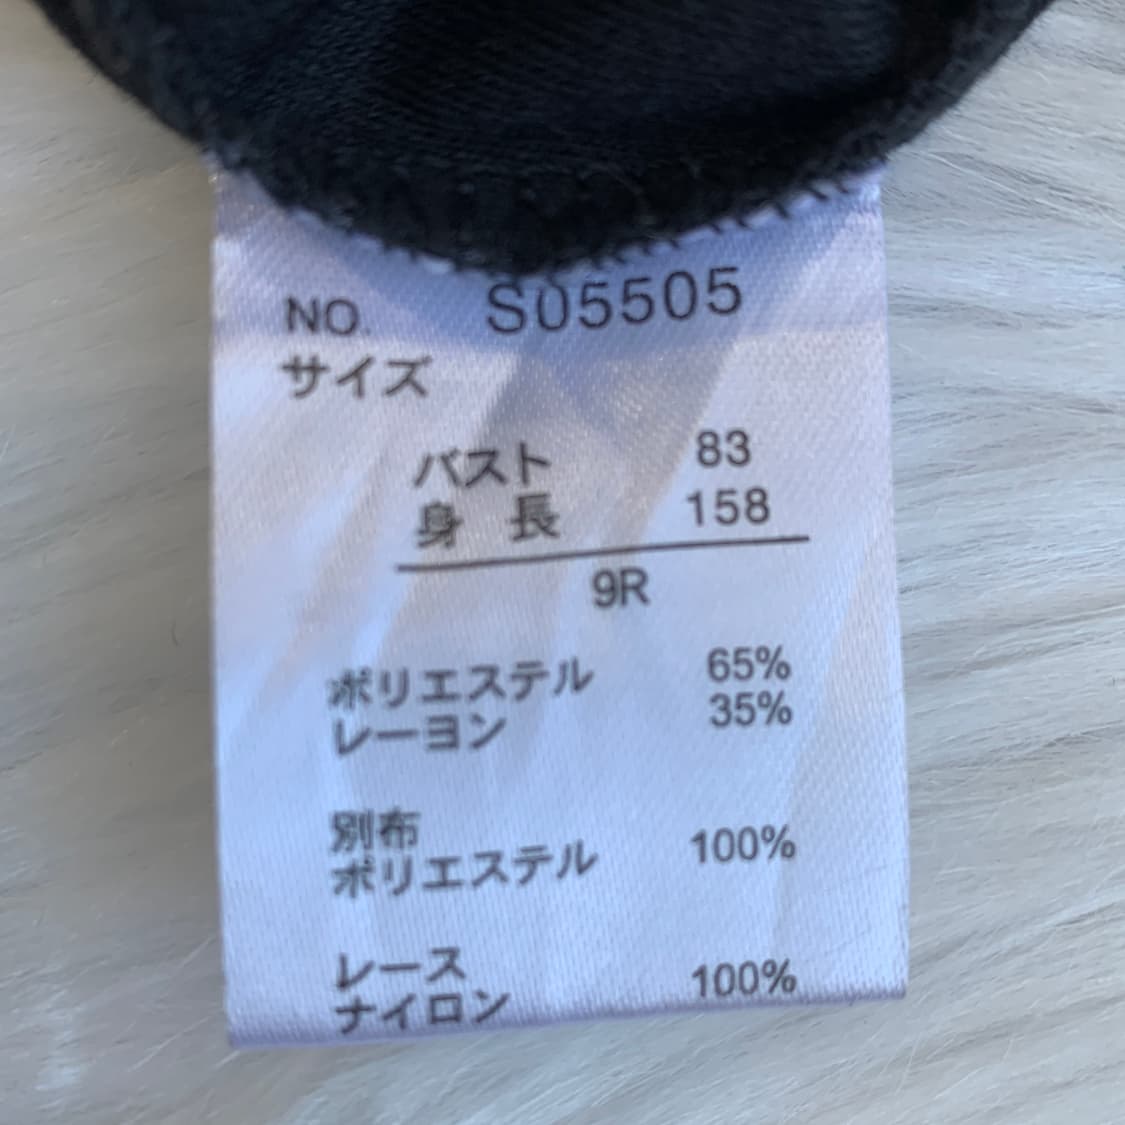 NO. S05505
サイズ
バスト 83
身 長 158
9R
ポリエステル 65%
レーヨン 35%
別布
ポリエステル 100%
レース
ナイロン 100%